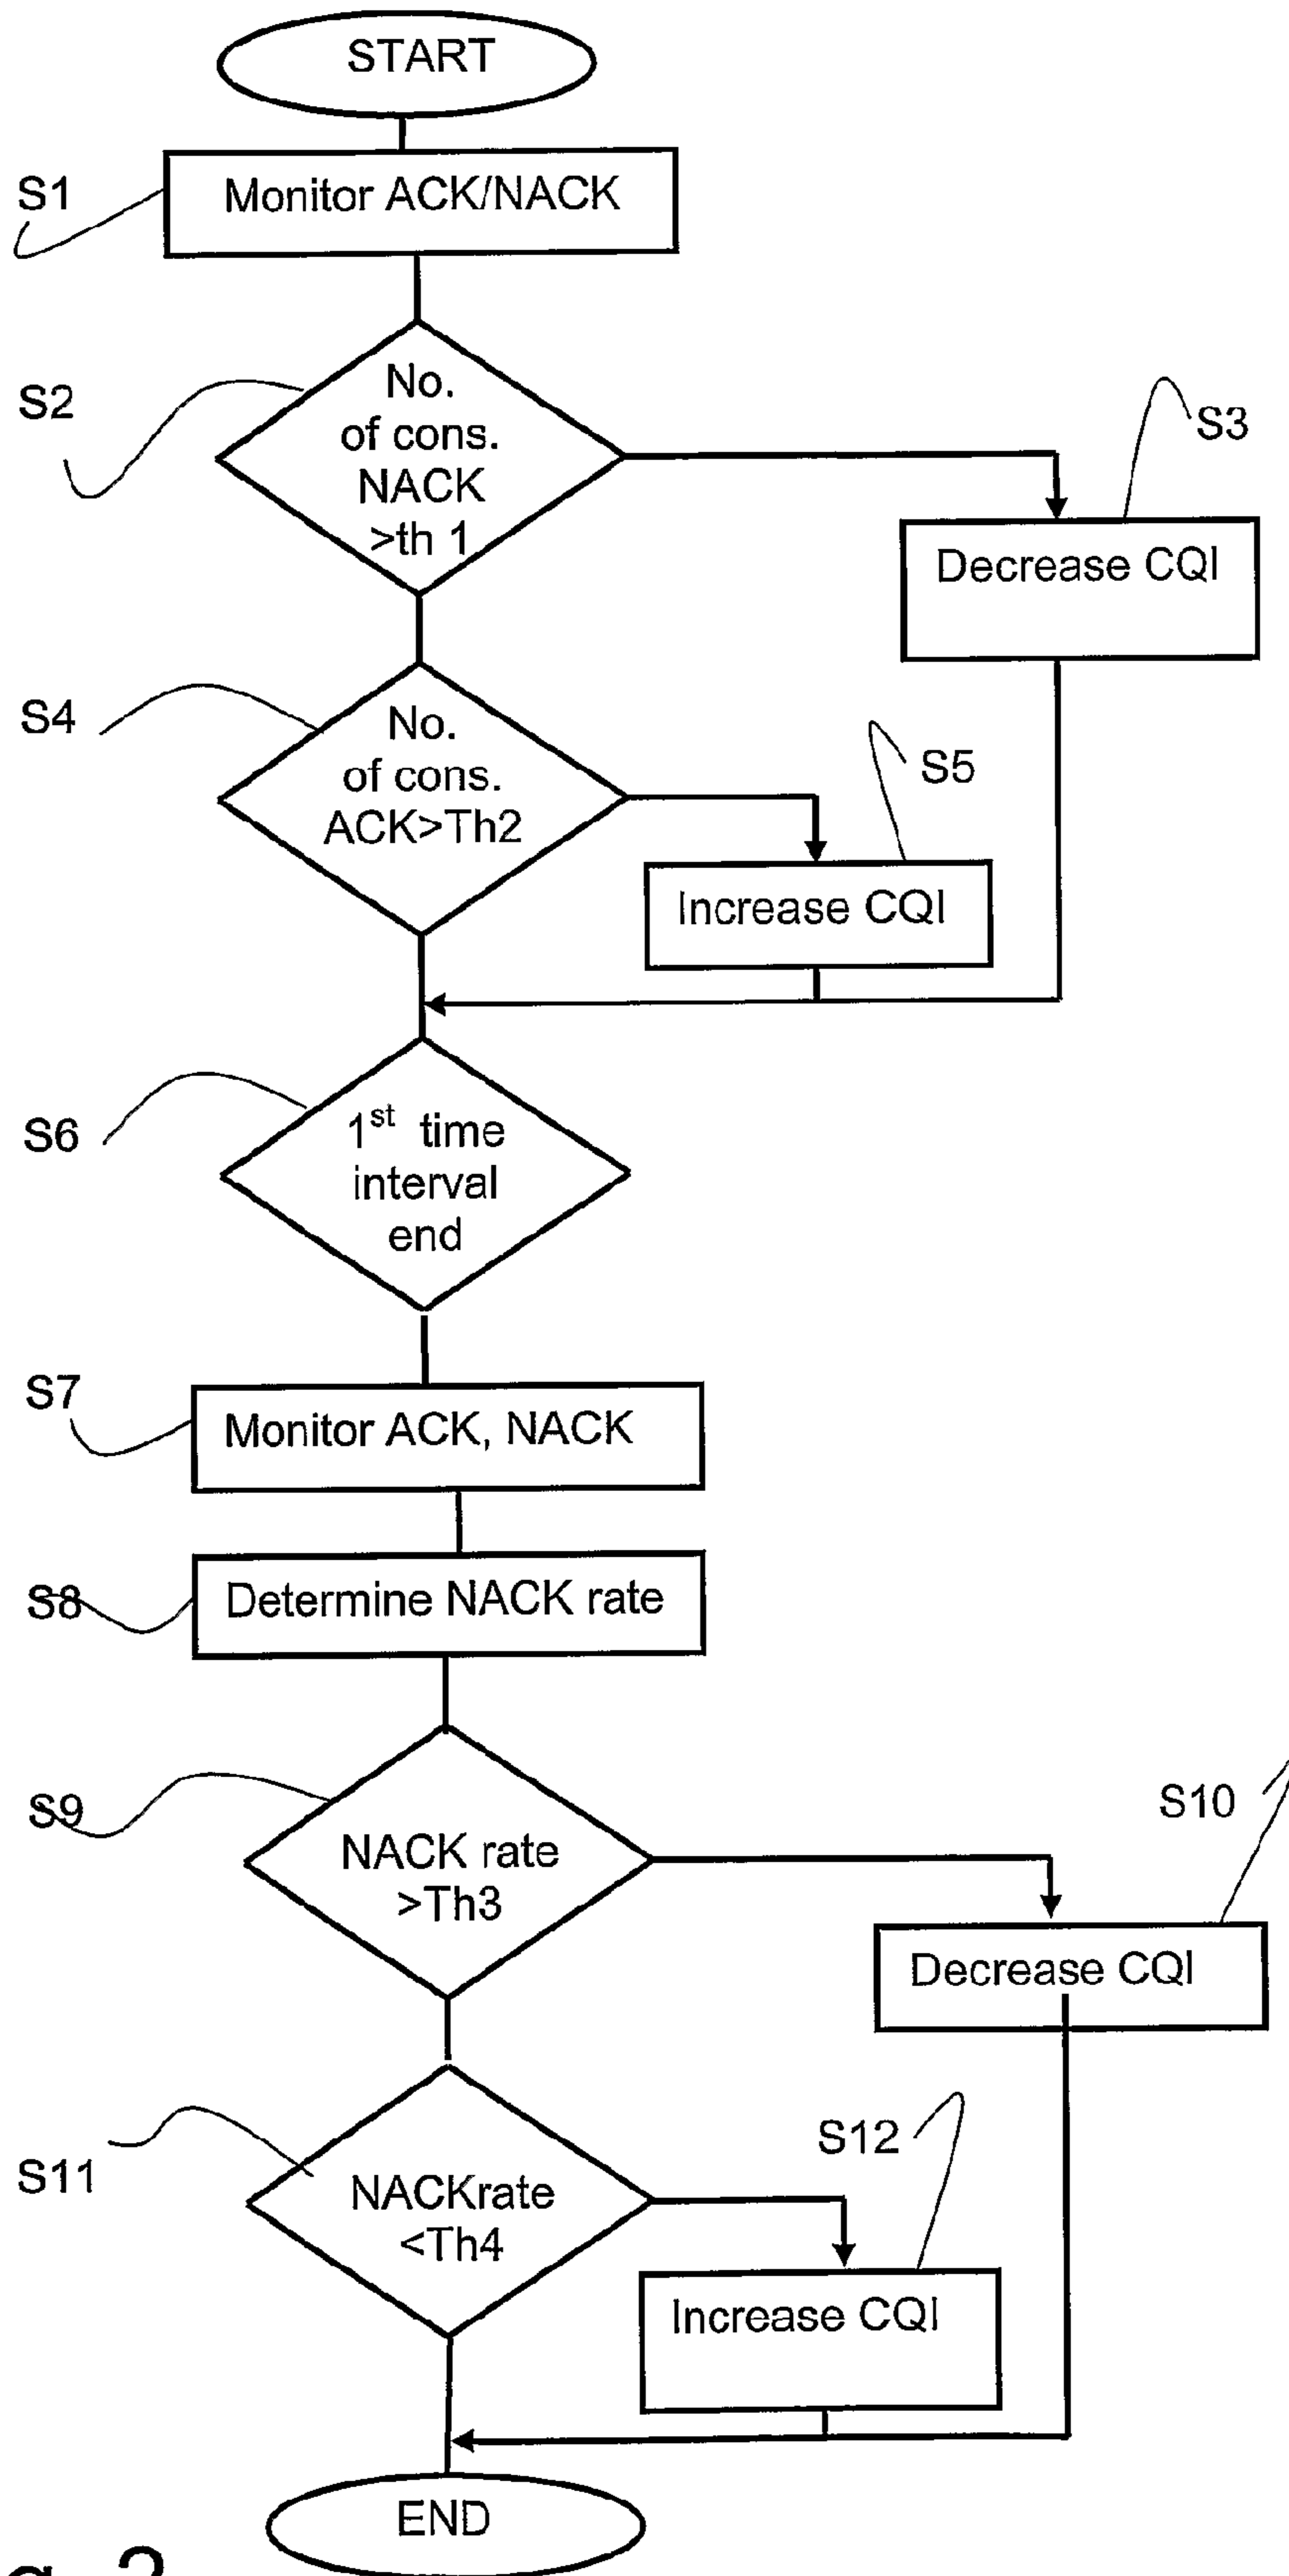 START
S1
Monitor ACK/NACK
S2
No.
of cons.
NACK
>th 1
S3
Decrease CQI
S4
No.
of cons.
ACK>Th2
S5
Increase CQI
S6
1st time
interval
end
S7
Monitor ACK, NACK
S8
Determine NACK rate
S9
NACK rate
>Th3
S10
Decrease CQI
S11
NACKrate
<Th4
S12
Increase CQI
END